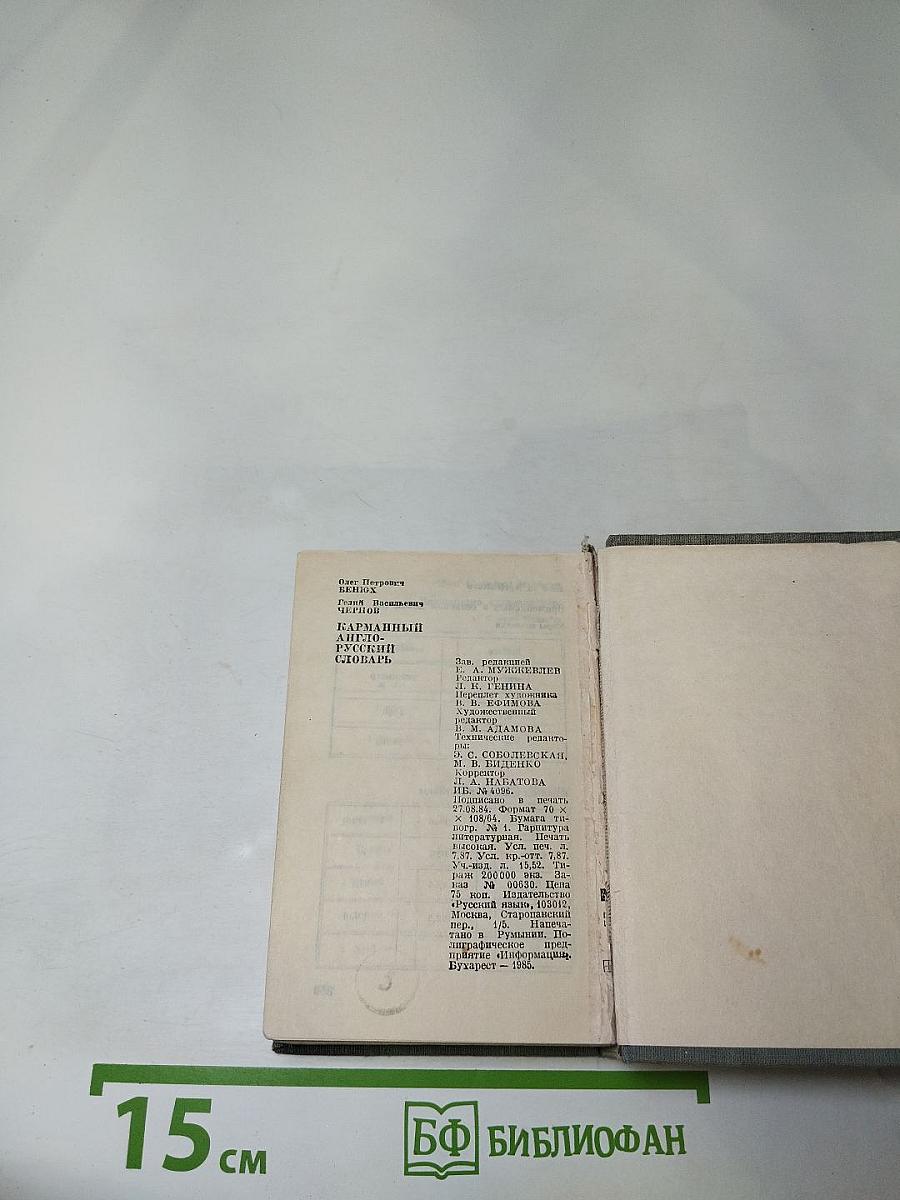 Олег Петрович
БЕНЮХ
Гелий Васильевич
ЧЕРНОВ
КАРМАННЫЙ
АНГЛО-
РУССКИЙ
СЛОВАРЬ
Зав. редакцией
Е. А. МУЖЖЕВЛЕВ
Редактор
Л. К. ГЕНИНА
Переплет художника
В. В. ЕФИМОВА
Художественный
редактор
В. М. АДАМОВА
Технические редакто-
ры:
Э. С. СОБОЛЕВСКАЯ,
М. В. БИДЕНКО
Корректор
Л. А. НАБАТОВА
ИБ. № 4096.
Подписано в печать
27.08.84. Формат 70 ×
× 108/64. Бумага ти-
погр. № 1. Гарнитура
литературная. Печать
высокая. Усл. печ. л.
7,87. Усл. кр.-отт. 7,87.
Уч.-изд. л. 15,52. Ти-
раж 200000 экз. За-
каз № 00630. Цена
75 коп. Издательство
«Русский язык», 103012,
Москва, Старопанский
пер., 1/5. Напеча-
тано в Румынии. По-
лиграфическое пред-
приятие «Информация».
Бухарест — 1985.
15 см
БФ БИБЛИОФАН